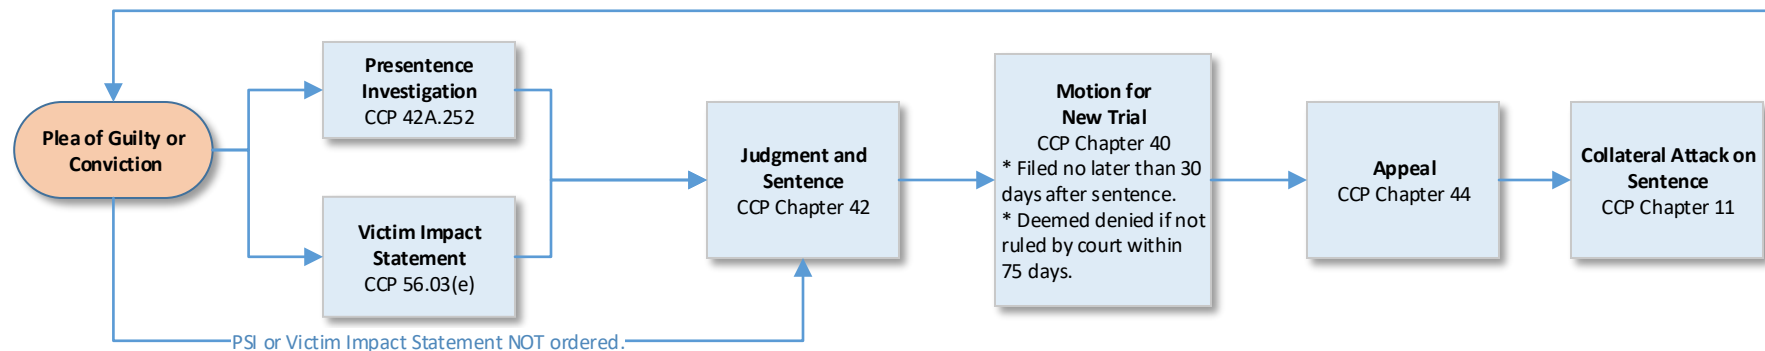 Plea of Guilty or
Conviction
Presentence
Investigation
CCP 42A.252
Victim Impact
Statement
CCP 56.03(e)
PSI or Victim Impact Statement NOT ordered.
Judgment and
Sentence
CCP Chapter 42
Motion for
New Trial
CCP Chapter 40
* Filed no later than 30
days after sentence.
* Deemed denied if not
ruled by court within
75 days.
Appeal
CCP Chapter 44
Collateral Attack on
Sentence
CCP Chapter 11